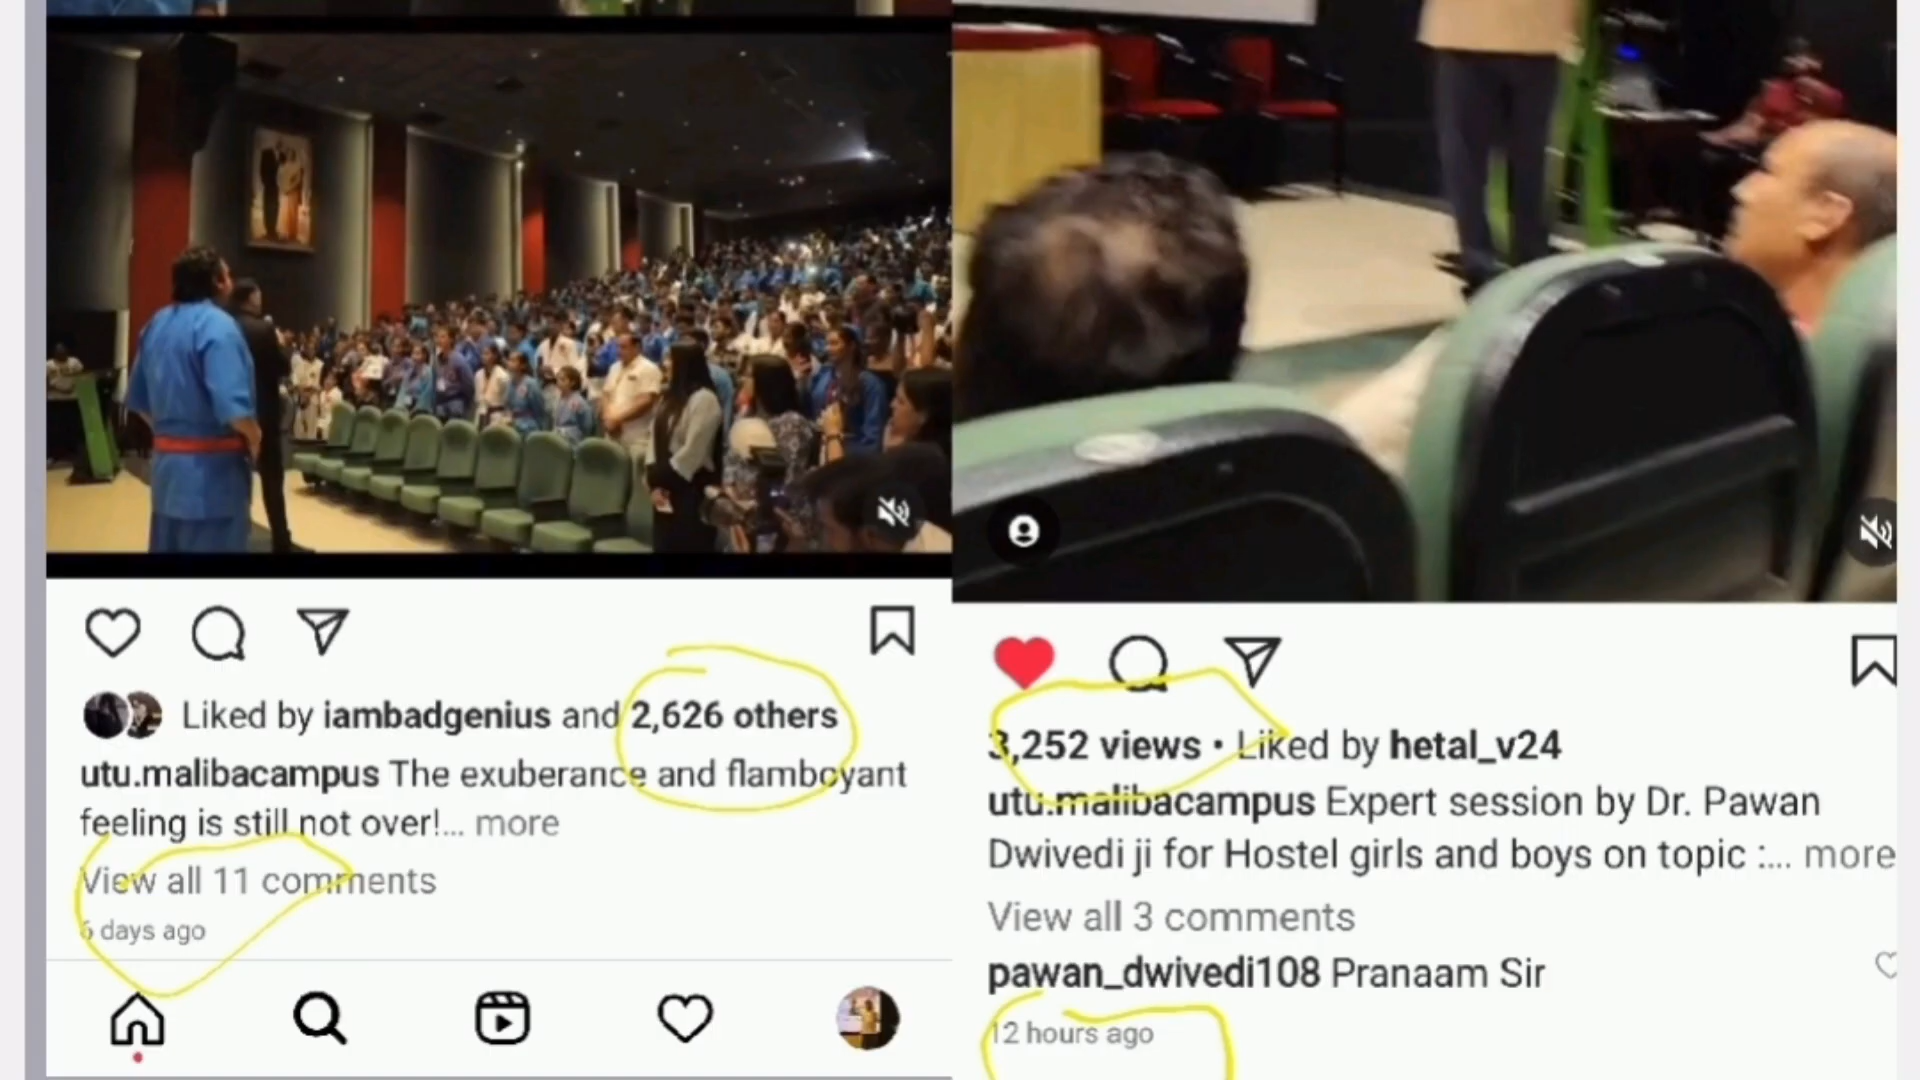 Liked by iambadgenius and 2,626 others
utu.malibacampus The exuberance and flamboyant
feeling is still not over!... more
View all 11 comments
6 days ago
3,252 views • Liked by hetal_v24
utu.malibacampus Expert session by Dr. Pawan
Dwivedi ji for Hostel girls and boys on topic :... more
View all 3 comments
pawan_dwivedi108 Pranaam Sir
12 hours ago